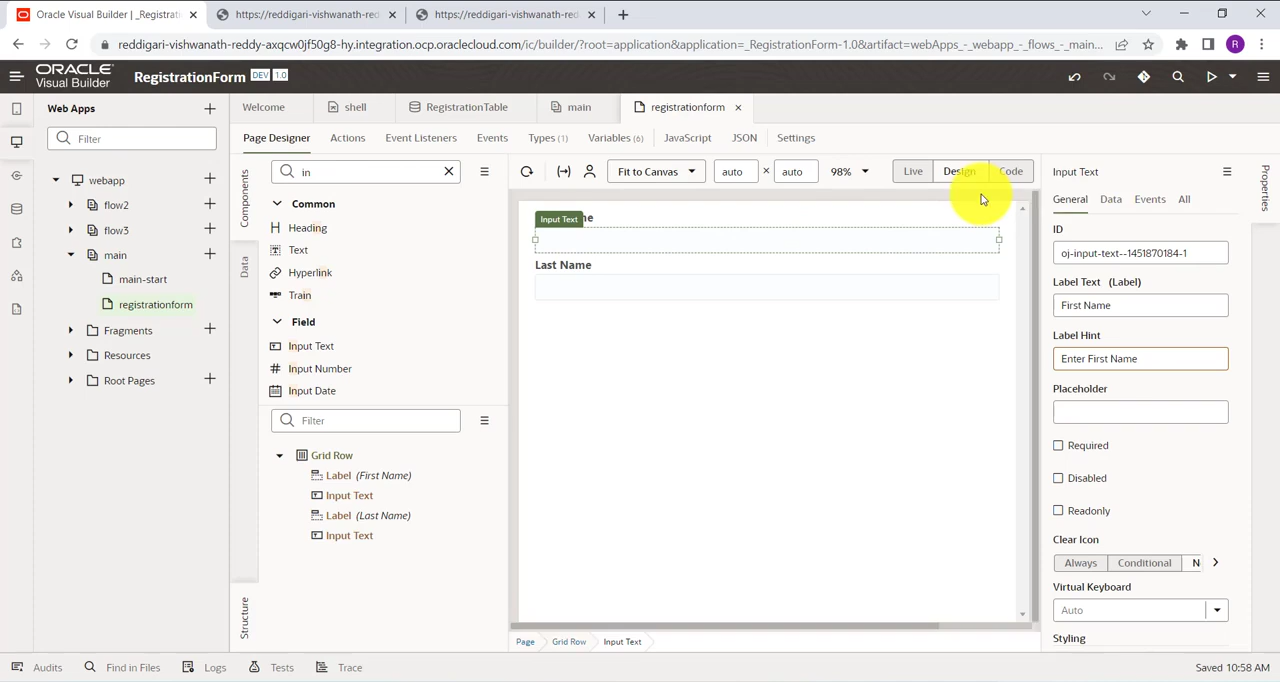 Oracle Visual Builder | _Registra
https://reddigari-vishwanath-red
https://reddigari-vishwanath-red
reddigari-vishwanath-reddy-axqcw0jf50g8-hy.integration.ocp.oraclecloud.com/ic/builder/?root=application&application=_RegistrationForm-1.0&artifact=webApps_-_webapp_-_flows_-_main...
R
ORACLE
Visual Builder
RegistrationForm
DEV
1.0
Web Apps
Welcome
shell
RegistrationTable
main
registrationform
Filter
Page Designer
Actions
Event Listeners
Events
Types (1)
Variables (6)
JavaScript
JSON
Settings
webapp
flow2
flow3
main
main-start
registrationform
Fragments
Resources
Root Pages
Components
Data
Structure
in
Common
Heading
Text
Hyperlink
Train
Field
Input Text
Input Number
Input Date
Filter
Grid Row
Label (First Name)
Input Text
Label (Last Name)
Input Text
Fit to Canvas
auto
×
auto
98%
Live
Design
Code
Input Text
Last Name
Page
Grid Row
Input Text
Input Text
Properties
General
Data
Events
All
ID
oj-input-text--1451870184-1
Label Text (Label)
First Name
Label Hint
Enter First Name
Placeholder
Required
Disabled
Readonly
Clear Icon
Always
Conditional
N
Virtual Keyboard
Auto
Styling
Audits
Find in Files
Logs
Tests
Trace
Saved 10:58 AM